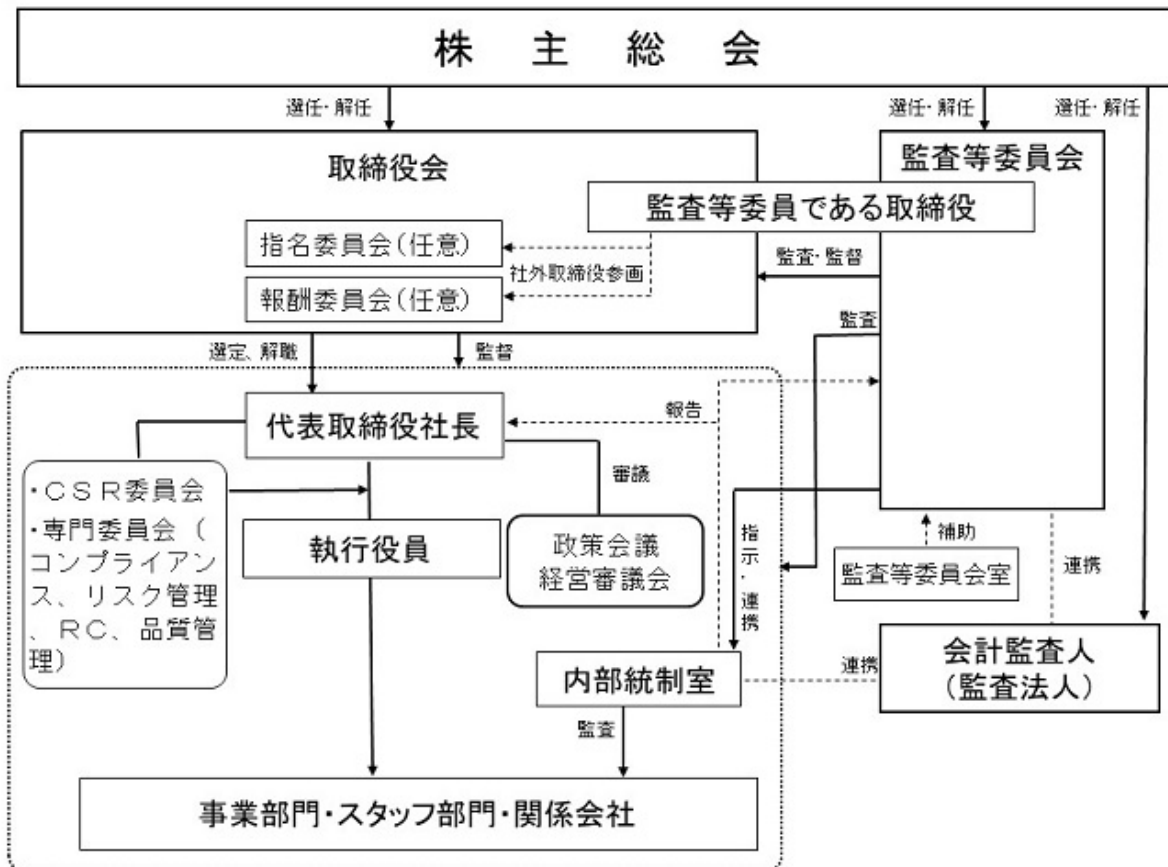 株主総会
選任・解任
選任・解任
選任・解任
取締役会
監査等委員会
監査等委員である取締役
指名委員会（任意）
社外取締役参画
報酬委員会（任意）
監査・監督
監査
選定、解職
監督
代表取締役社長
報告
審議
・ＣＳＲ委員会
・専門委員会（
コンプライアン
ス、リスク管理
、ＲＣ、品質管
理）
執行役員
政策会議
経営審議会
指示・連携
補助
監査等委員会室
連携
内部統制室
連携
会計監査人
（監査法人）
監査
事業部門・スタッフ部門・関係会社